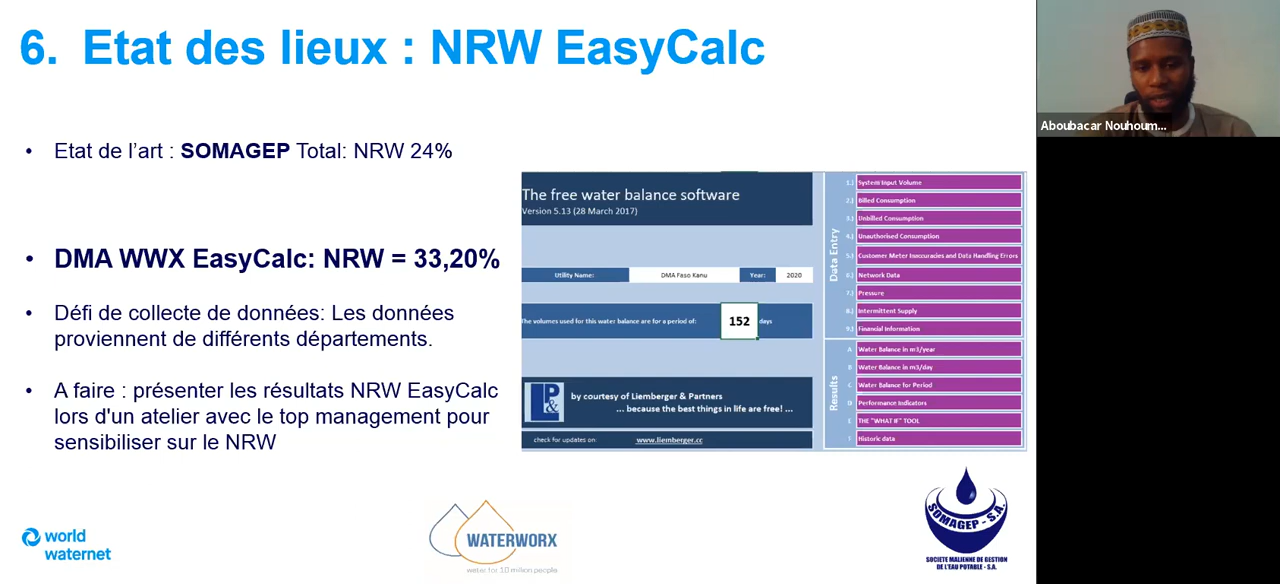 6. Etat des lieux : NRW EasyCalc
Aboubacar Nouhoum...
• Etat de l'art : SOMAGEP Total: NRW 24%
• DMA WWX EasyCalc: NRW = 33,20%
• Défi de collecte de données: Les données
proviennent de différents départements.
• A faire : présenter les résultats NRW EasyCalc
lors d'un atelier avec le top management pour
sensibiliser sur le NRW
The free water balance software
Version 5.13 (28 March 2017)
Utility Name: DMA Faso Kanu Year: 2020
The volumes used for this water balance are for a period of: 152 days
by courtesy of Liemberger & Partners
... because the best things in life are free! ...
L&P
check for updates on: www.liemberger.cc
Data Entry
1.) System Input Volume
2.) Billed Consumption
3.) Unbilled Consumption
4.) Unauthorised Consumption
5.) Customer Meter Inaccuracies and Data Handling Errors
6.) Network Data
7.) Pressure
8.) Intermittent Supply
9.) Financial Information
Results
A Water Balance in m3/year
B Water Balance in m3/day
C Water Balance for Period
D Performance Indicators
E THE "WHAT IF" TOOL
F Historic data
world
waternet
WATERWORX
water for 10 million people
SOMAGEP - S.A.
SOCIETE MALIENNE DE GESTION
DE L'EAU POTABLE - S.A.